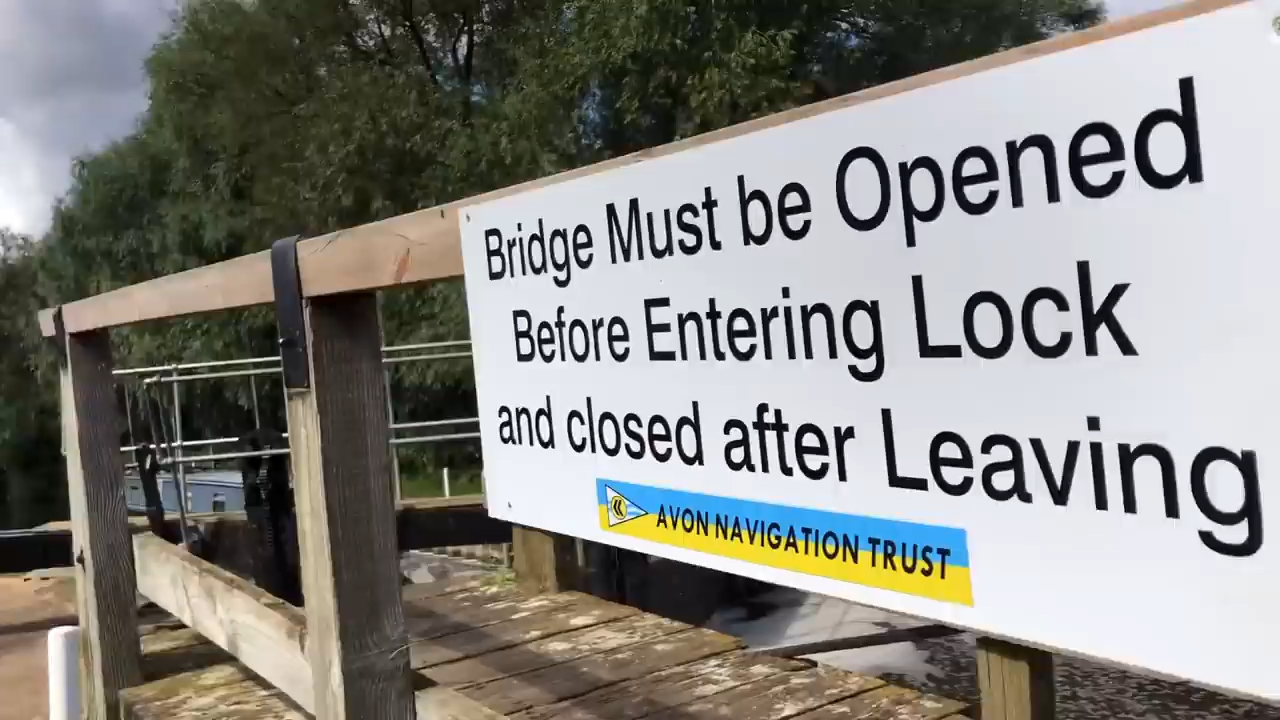 Bridge Must be Opened
Before Entering Lock
and closed after Leaving
AVON NAVIGATION TRUST